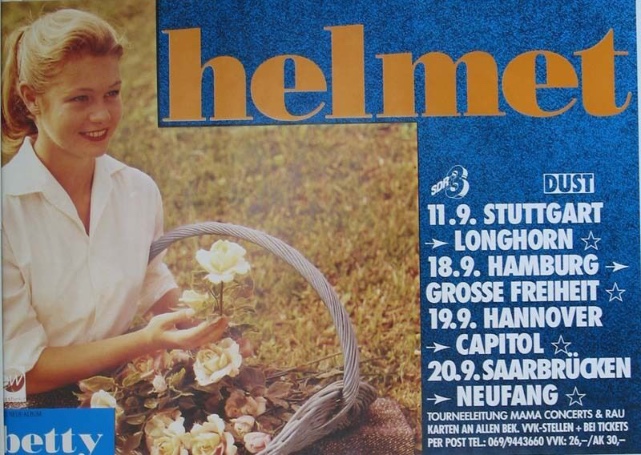 helmet
SDR 3
DUST
11.9. STUTTGART
LONGHORN
18.9. HAMBURG
GROSSE FREIHEIT
19.9. HANNOVER
CAPITOL
20.9. SAARBRÜCKEN
NEUFANG
TOURNEELEITUNG MAMA CONCERTS & RAU
KARTEN AN ALLEN BEK. VVK-STELLEN + BEI TICKETS
PER POST TEL.: 069/9443660 VVK: 26,–/AK 30,–
ALBUM
betty